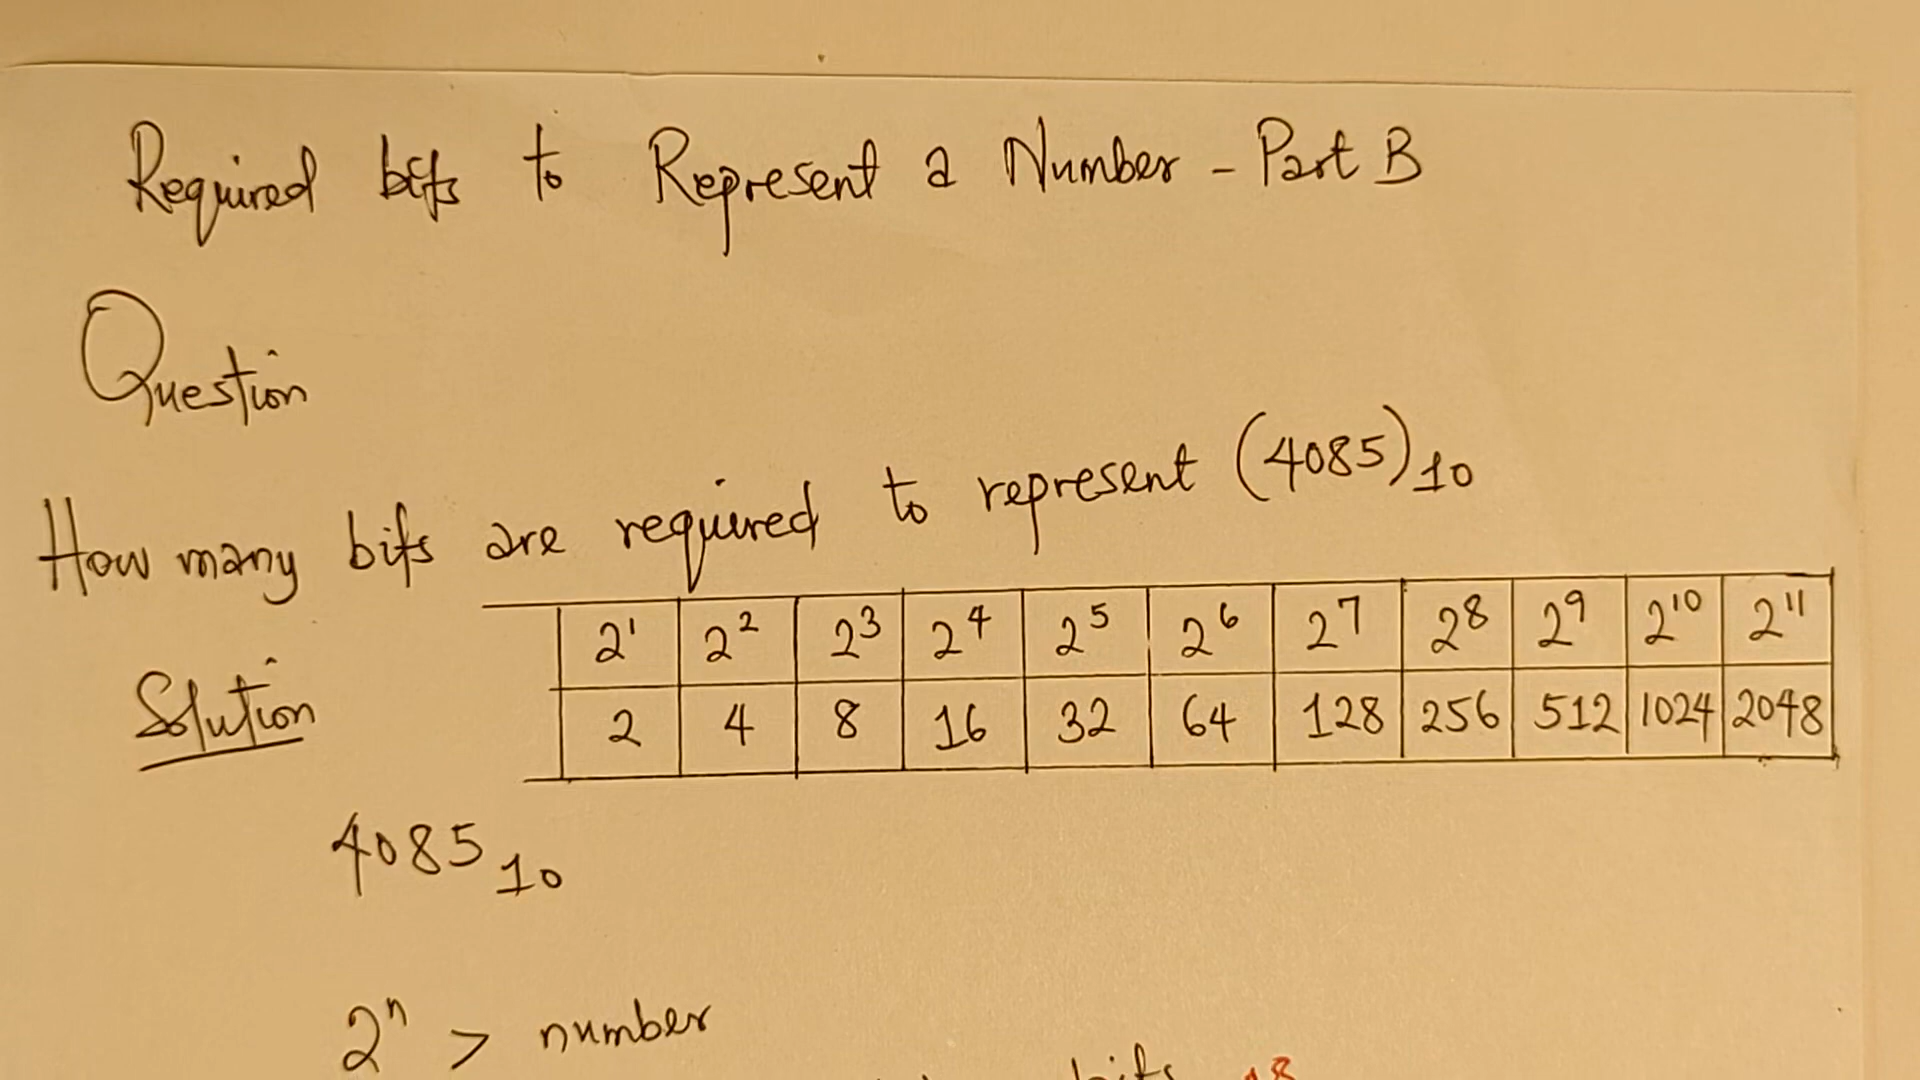 Required bits to Represent a Number - Part B
Question
How many bits are required to represent (4085)₁₀
2¹ 2² 2³ 2⁴ 2⁵ 2⁶ 2⁷ 2⁸ 2⁹ 2¹⁰ 2¹¹
Solution
2 4 8 16 32 64 128 256 512 1024 2048
4085₁₀
2ⁿ > number
bits